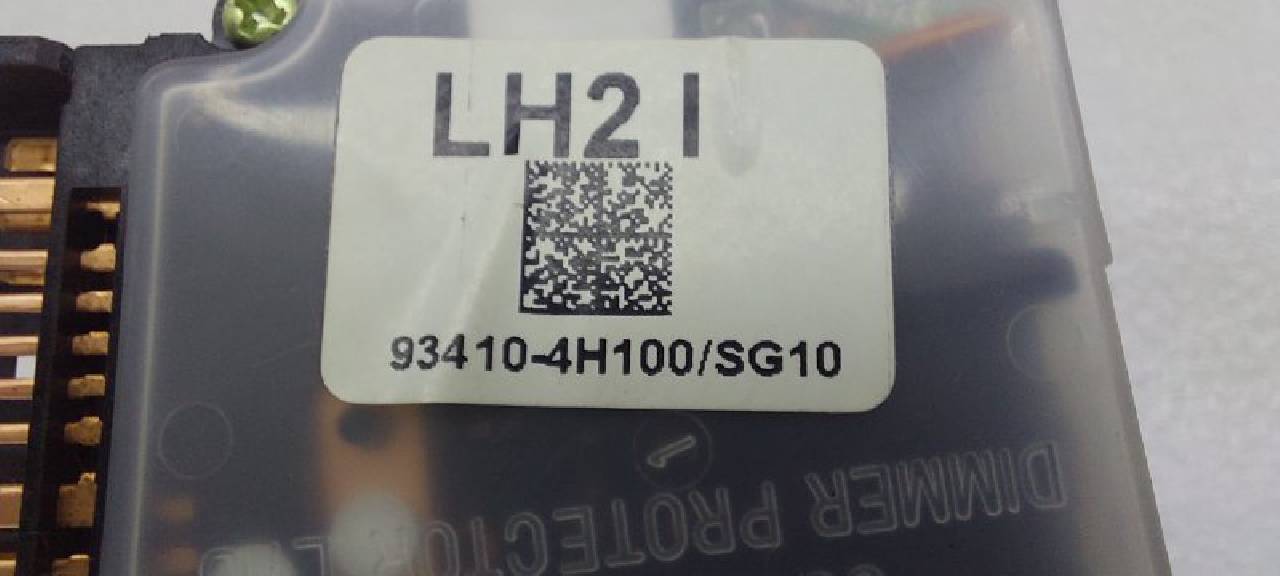 LH2 I
93410-4H100/SG10
DIMMER PROTECTOR